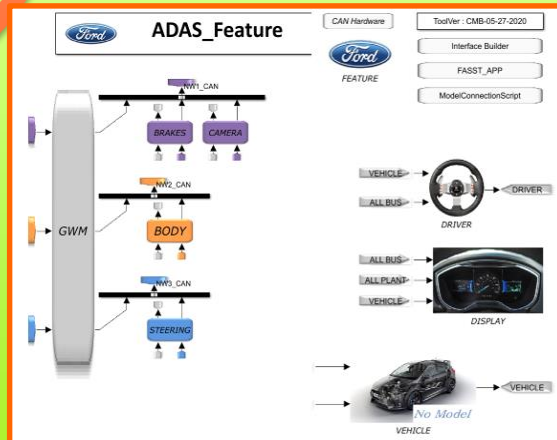 Ford
ADAS_Feature
CAN Hardware
ToolVer : CMB-05-27-2020
Ford
FEATURE
Interface Builder
FASST_APP
ModelConnectionScript
NW1_CAN
BRAKES
CAMERA
NW2_CAN
BODY
GWM
NW3_CAN
STEERING
VEHICLE
ALL BUS
DRIVER
DRIVER
ALL BUS
ALL PLANT
VEHICLE
DISPLAY
No Model
VEHICLE
VEHICLE